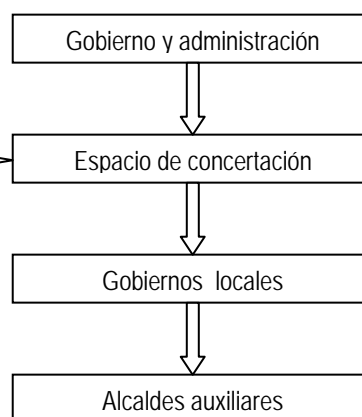 Gobierno y administración
Espacio de concertación
Gobiernos locales
Alcaldes auxiliares